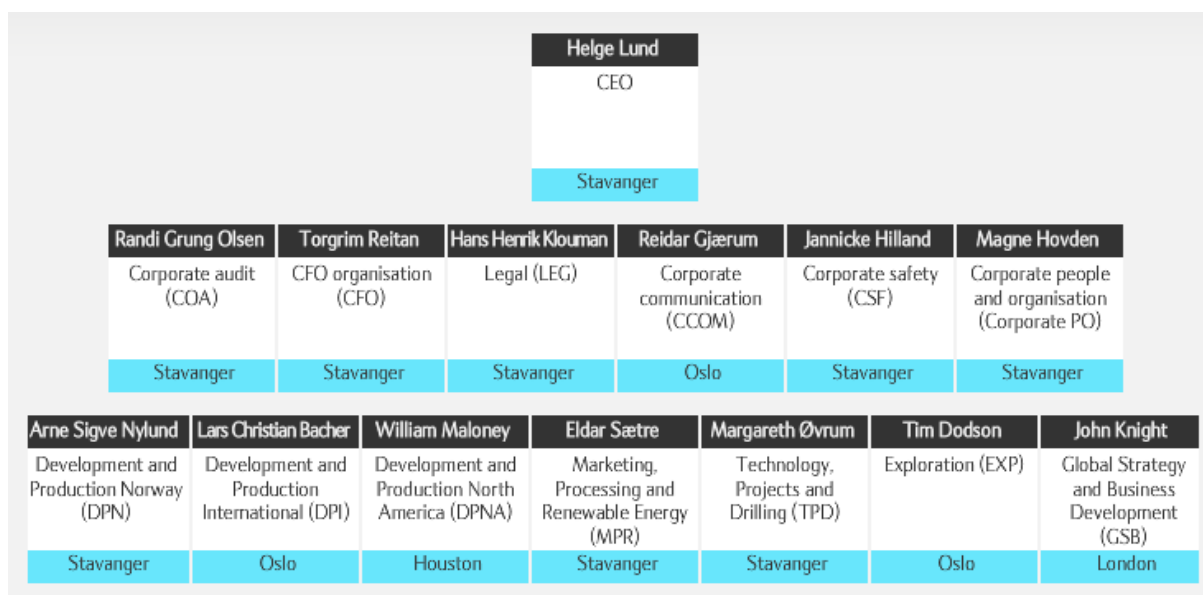 Helge Lund
CEO
Stavanger
Randi Grung Olsen
Corporate audit
(COA)
Stavanger
Torgrim Reitan
CFO organisation
(CFO)
Stavanger
Hans Henrik Klouman
Legal (LEG)
Stavanger
Reidar Gjærum
Corporate
communication
(CCOM)
Oslo
Jannicke Hilland
Corporate safety
(CSF)
Stavanger
Magne Hovden
Corporate people
and organisation
(Corporate PO)
Stavanger
Arne Sigve Nylund
Development and
Production Norway
(DPN)
Stavanger
Lars Christian Bacher
Development and
Production
International (DPI)
Oslo
William Maloney
Development and
Production North
America (DPNA)
Houston
Eldar Sætre
Marketing,
Processing and
Renewable Energy
(MPR)
Stavanger
Margareth Øvrum
Technology,
Projects and
Drilling (TPD)
Stavanger
Tim Dodson
Exploration (EXP)
Oslo
John Knight
Global Strategy
and Business
Development
(GSB)
London